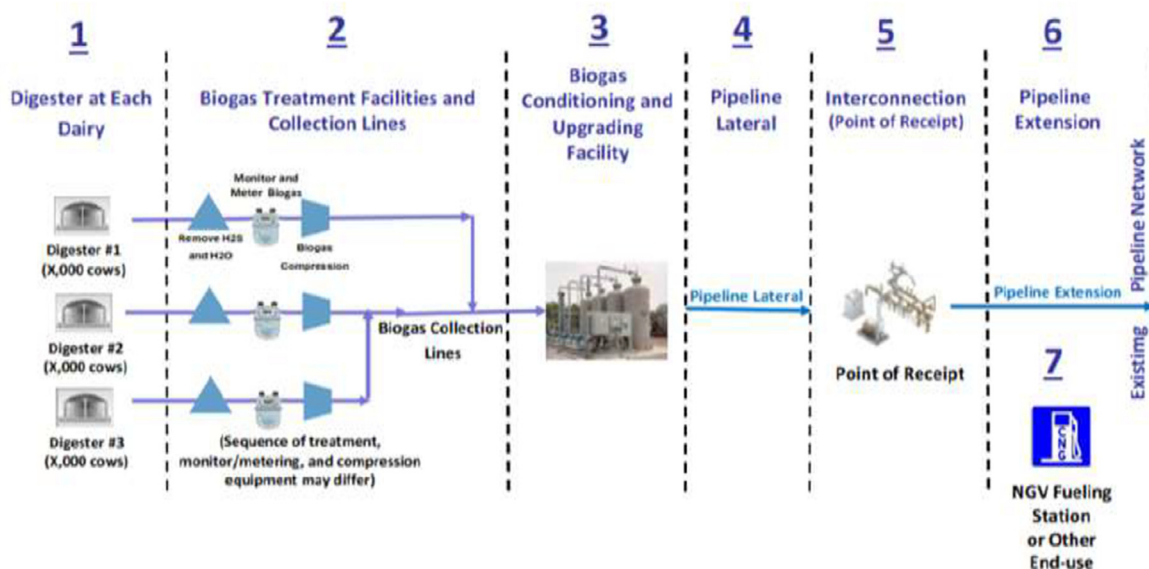 1
Digester at Each
Dairy
2
Biogas Treatment Facilities and
Collection Lines
3
Biogas
Conditioning and
Upgrading
Facility
4
Pipeline
Lateral
5
Interconnection
(Point of Receipt)
6
Pipeline
Extension
Digester #1
(X,000 cows)
Digester #2
(X,000 cows)
Digester #3
(X,000 cows)
Monitor and
Meter Biogas
Remove H2S
and H2O
Biogas
Compression
Biogas Collection
Lines
(Sequence of treatment,
monitor/metering, and compression
equipment may differ)
Pipeline Lateral
Point of Receipt
Pipeline Extension
Existimg Pipeline Network
7
CNG
NGV Fueling
Station
or Other
End-use